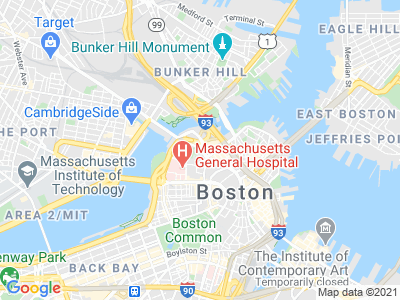 Target
99
Medford St
Terminal St
Webster Ave
Bunker Hill
Monument
BUNKER HILL
1
EAGLE HILL
Meridian St
CambridgeSide
93
EAST BOSTON
THE PORT
JEFFRIES PO
Massachusetts
Institute of
Technology
H
Massachusetts
General Hospital
AREA 2/MIT
Boston
Boston
Common
enway Park
BACK BAY
Boylston St
93
The Institute of
Contemporary Art
Temporarily closed
Google
90
Map data ©2021